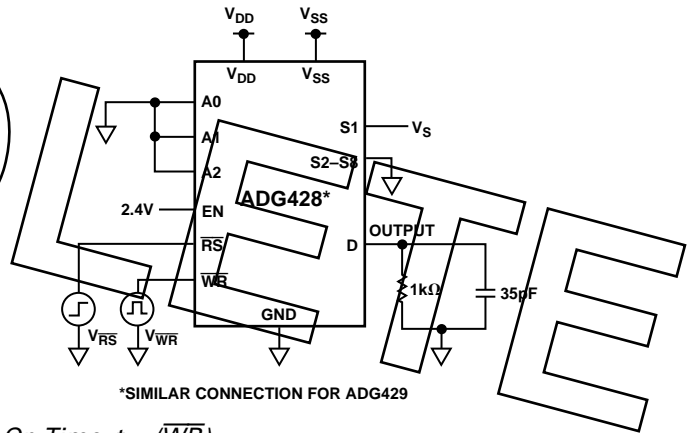 VDD VSS
VDD VSS
A0
A1
A2
S1 VS
S2–S8
ADG428*
2.4V EN
RS
WR
D OUTPUT
1kΩ 35pF
GND
VRS VWR
*SIMILAR CONNECTION FOR ADG429
LETE